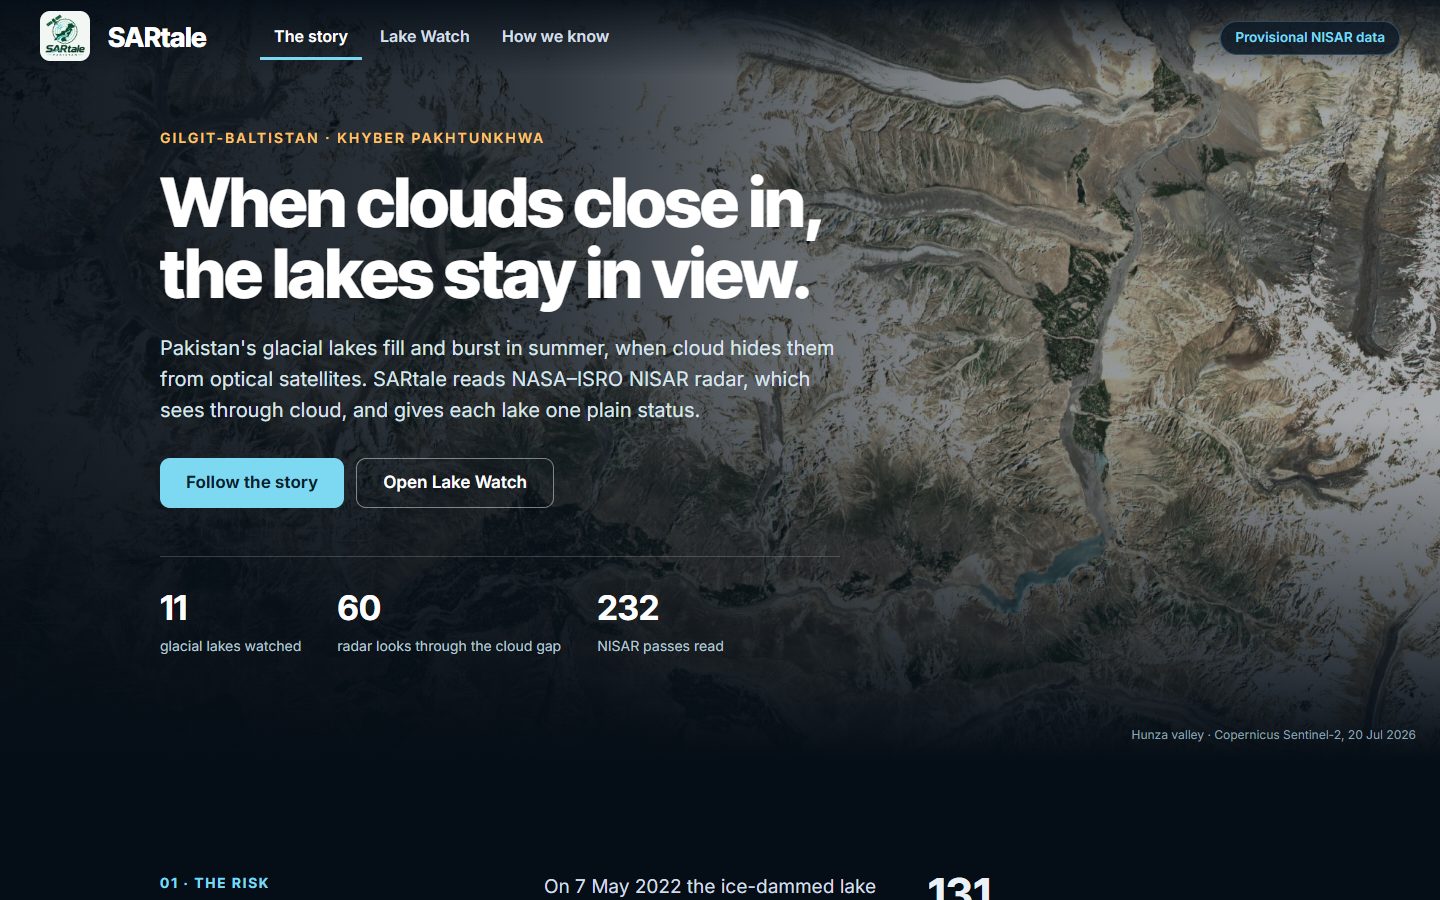 SARtale
SARtale
The story
Lake Watch
How we know
Provisional NISAR data
GILGIT-BALTISTAN · KHYBER PAKHTUNKHWA
When clouds close in,
the lakes stay in view.
Pakistan's glacial lakes fill and burst in summer, when cloud hides them
from optical satellites. SARtale reads NASA–ISRO NISAR radar, which
sees through cloud, and gives each lake one plain status.
Follow the story
Open Lake Watch
11
glacial lakes watched
60
radar looks through the cloud gap
232
NISAR passes read
Hunza valley · Copernicus Sentinel-2, 20 Jul 2026
01 · THE RISK
On 7 May 2022 the ice-dammed lake
131